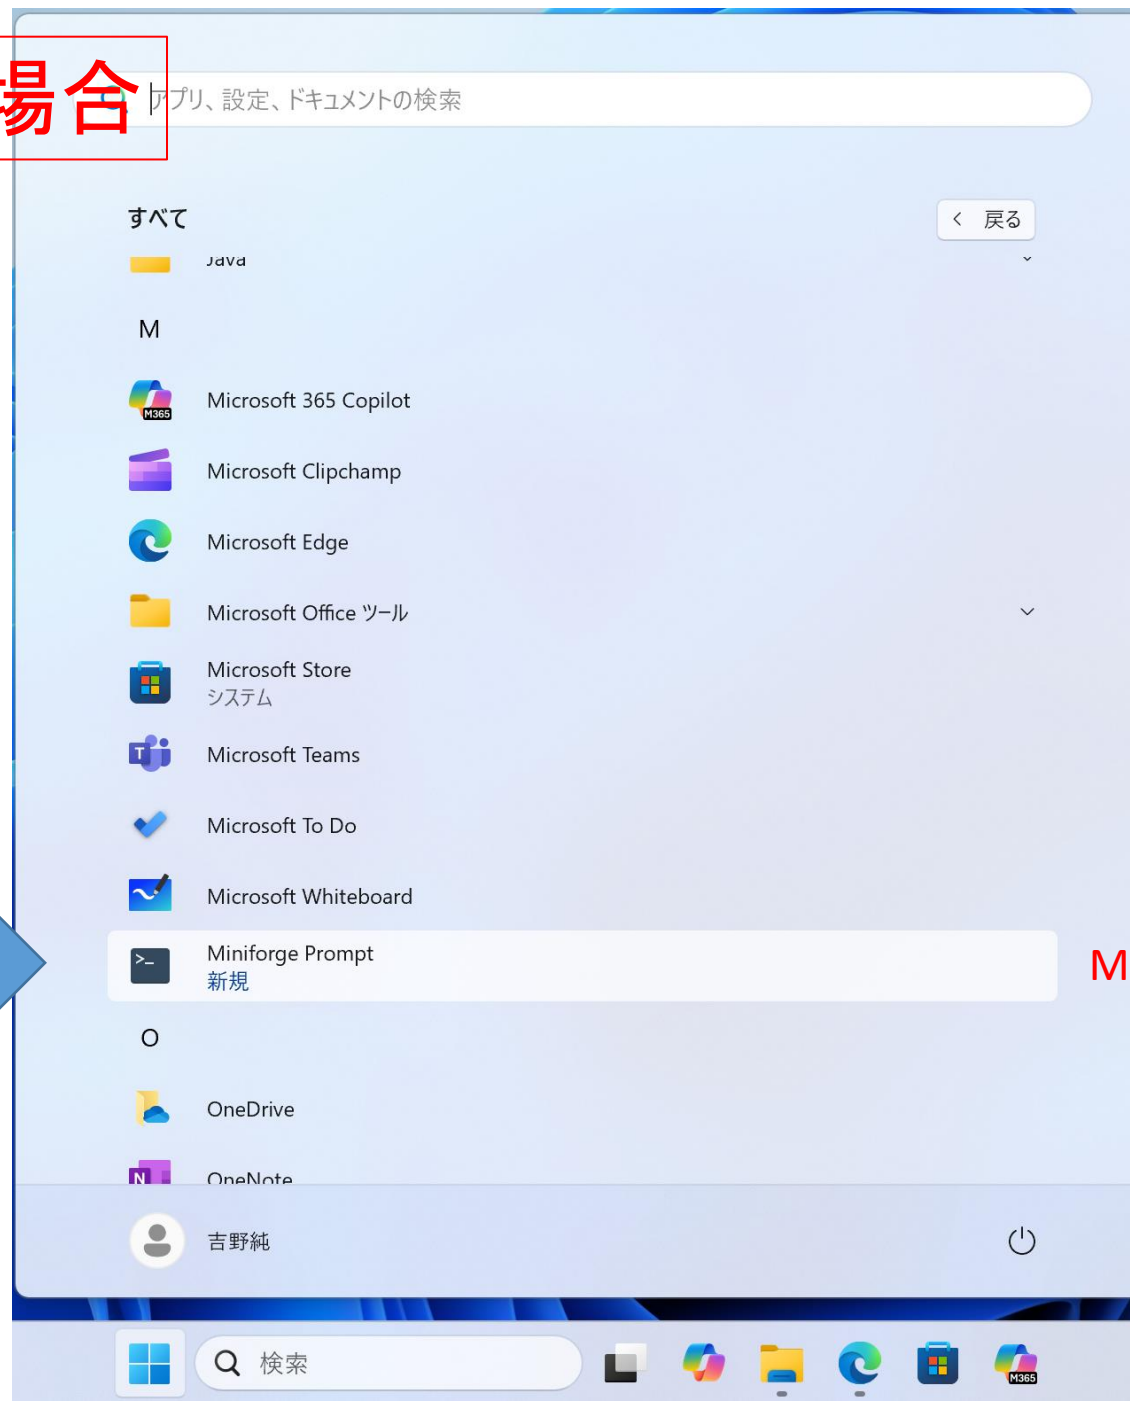 場合
アプリ、設定、ドキュメントの検索
すべて
戻る
Java
M
M365
Microsoft 365 Copilot
Microsoft Clipchamp
Microsoft Edge
Microsoft Office ツール
Microsoft Store
システム
T
Microsoft Teams
Microsoft To Do
Microsoft Whiteboard
Miniforge Prompt
新規
M
O
OneDrive
N
OneNote
吉野純
検索
M365